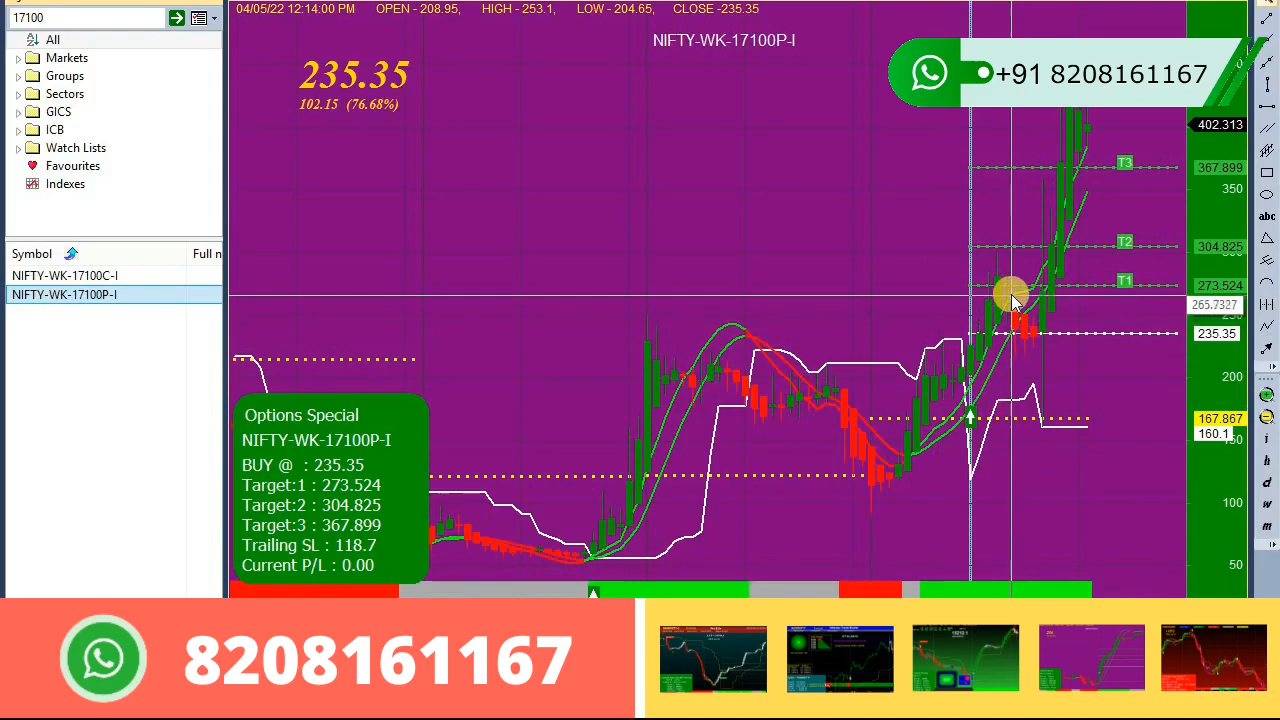 17100
04/05/22 12:14:00 PM OPEN - 208.95, HIGH - 253.1, LOW - 204.65, CLOSE -235.35
All
Markets
Groups
Sectors
GICS
ICB
Watch Lists
Favourites
Indexes
NIFTY-WK-17100P-I
235.35
102.15 (76.68%)
+91 8208161167
402.313
T3
367.899
350
T2
304.825
T1
273.524
265.7327
235.35
200
167.867
160.1
100
50
Symbol
Full n
NIFTY-WK-17100C-I
NIFTY-WK-17100P-I
Options Special
NIFTY-WK-17100P-I
BUY @ : 235.35
Target:1 : 273.524
Target:2 : 304.825
Target:3 : 367.899
Trailing SL : 118.7
Current P/L : 0.00
abc
i
h
d
w
m
8208161167